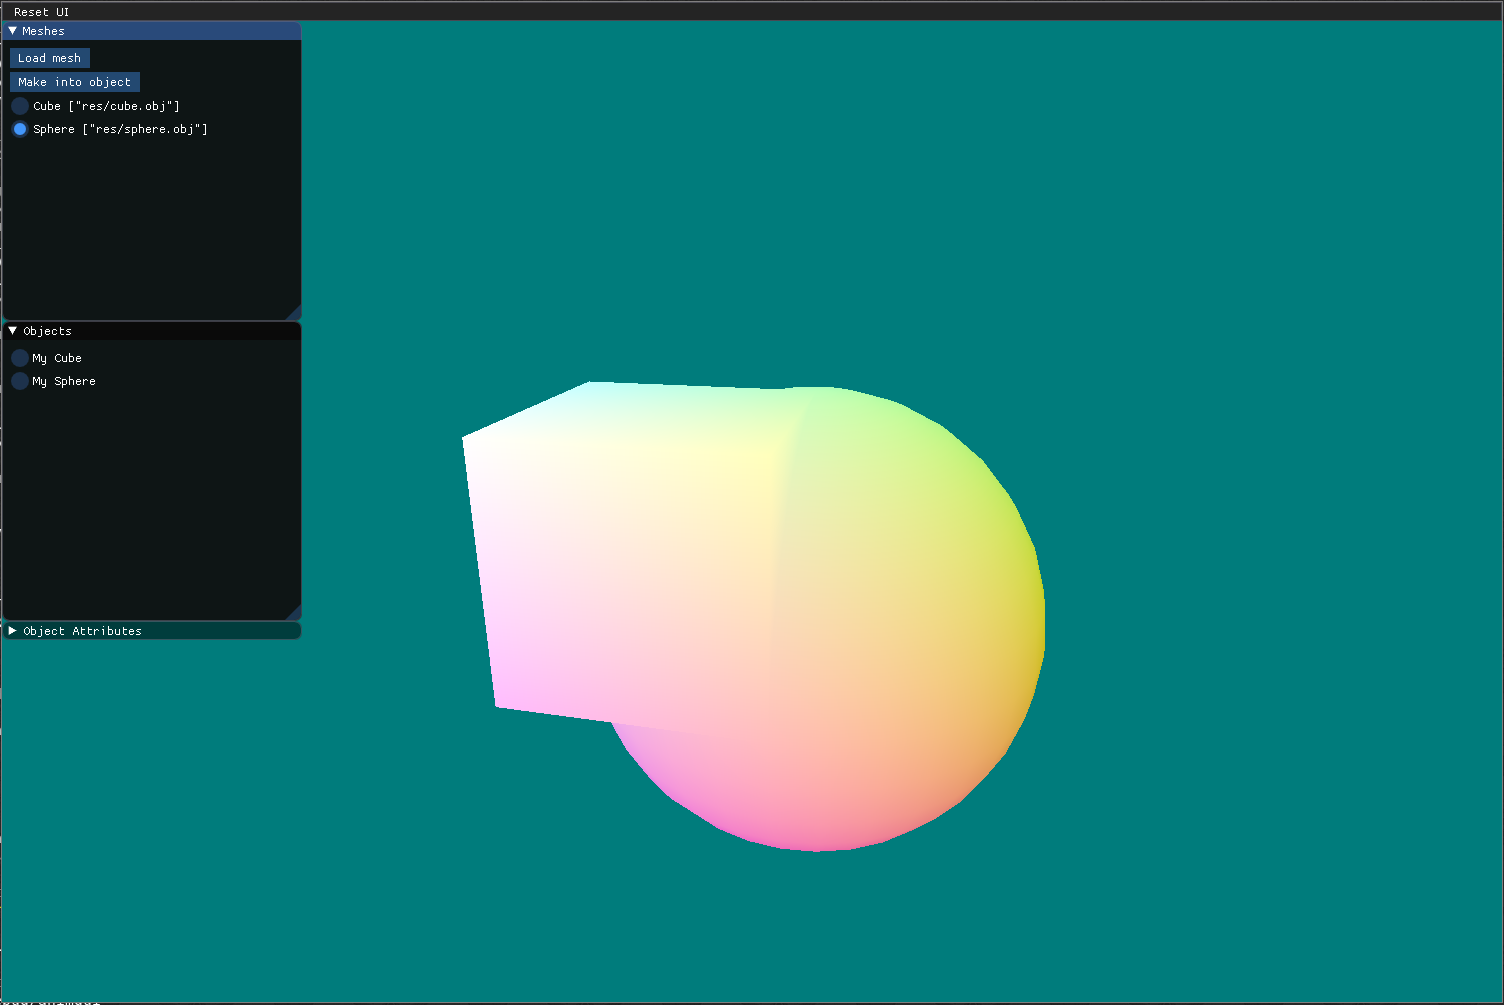 Reset UI
Meshes
Load mesh
Make into object
Cube ["res/cube.obj"]
Sphere ["res/sphere.obj"]
Objects
My Cube
My Sphere
Object Attributes